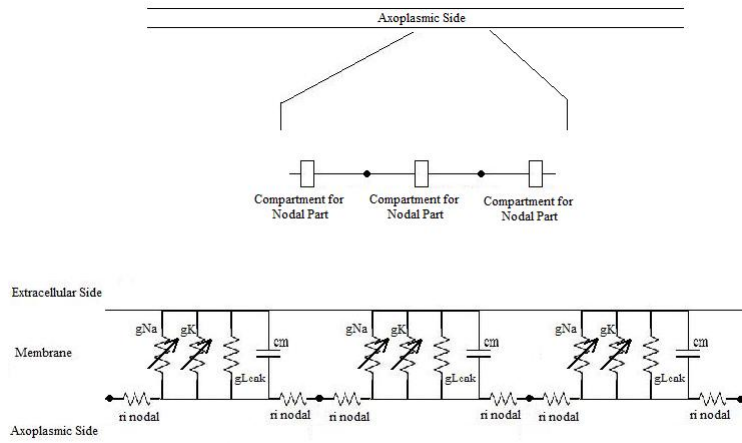 Axoplasmic Side
Compartment for Nodal Part
Compartment for Nodal Part
Compartment for Nodal Part
Extracellular Side
gNa gK cm gNa gK cm gNa gK cm
Membrane
gLeak gLeak gLeak
ri nodal ri nodal ri nodal ri nodal ri nodal ri nodal
Axoplasmic Side